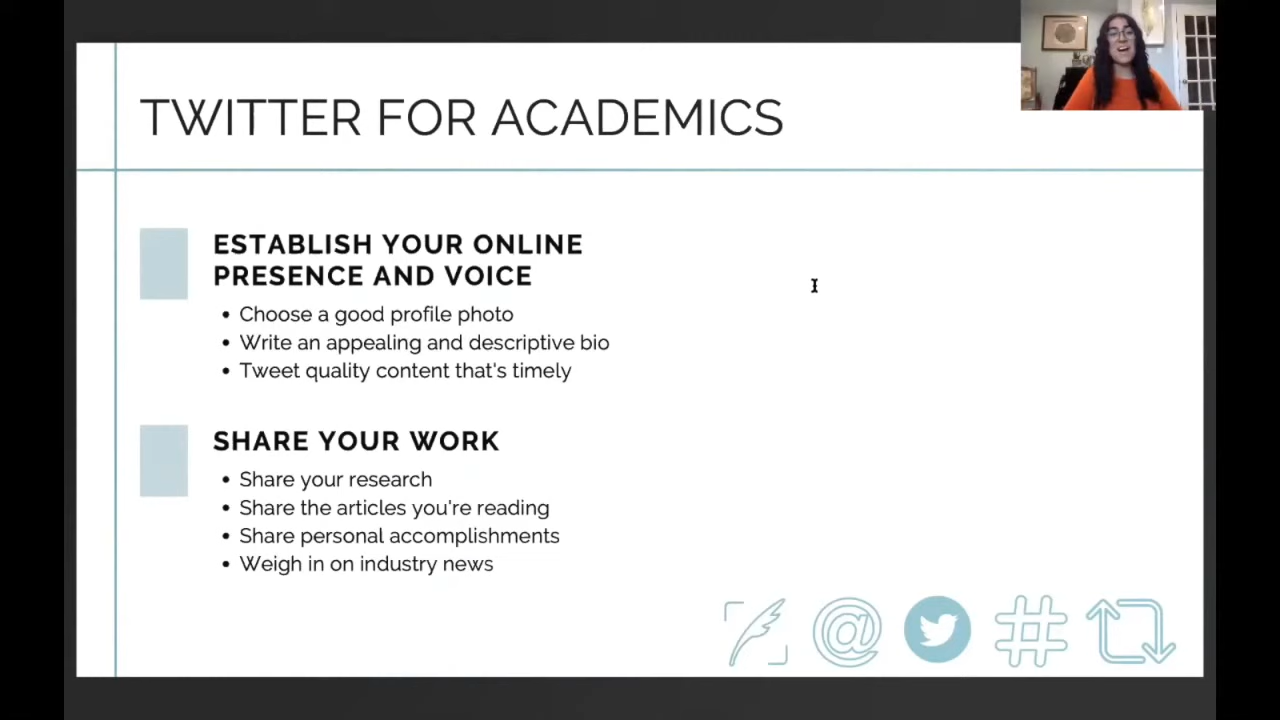 TWITTER FOR ACADEMICS
ESTABLISH YOUR ONLINE
PRESENCE AND VOICE
• Choose a good profile photo
• Write an appealing and descriptive bio
• Tweet quality content that's timely
SHARE YOUR WORK
• Share your research
• Share the articles you're reading
• Share personal accomplishments
• Weigh in on industry news
@ #